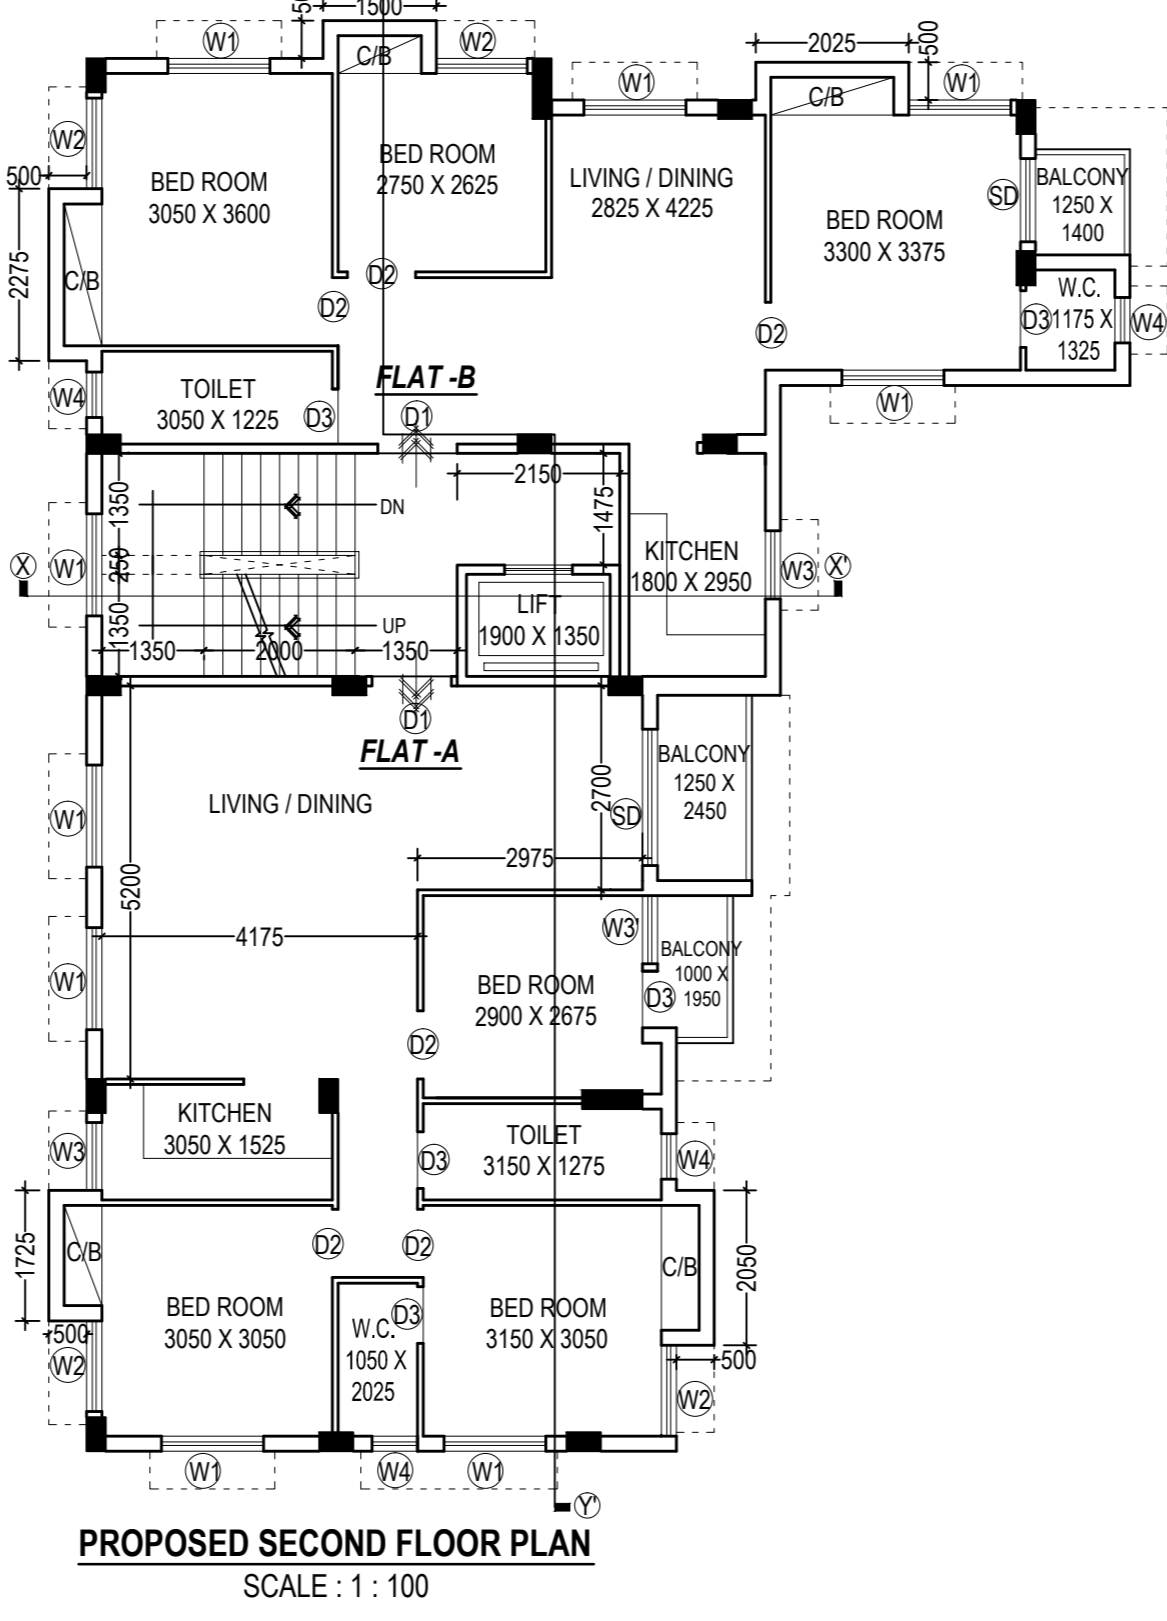 50
1500
W1
C/B
W2
2025
500
W1
C/B
W1
W2
BED ROOM
2750 X 2625
BED ROOM
3050 X 3600
LIVING / DINING
2825 X 4225
BED ROOM
3300 X 3375
SD
BALCONY
1250 X
1400
500
2275
C/B
D2
D2
D2
W.C.
D3
1175 X
1325
W4
TOILET
3050 X 1225
FLAT -B
W4
D3
D1
W1
2150
1350
DN
1475
250
X
W1
KITCHEN
1800 X 2950
W3
X'
LIFT
1900 X 1350
1350
UP
1350
2000
1350
D1
FLAT -A
LIVING / DINING
2700
BALCONY
1250 X
2450
W1
SD
5200
2975
4175
W3'
BALCONY
1000 X
1950
W1
BED ROOM
2900 X 2675
D3
D2
KITCHEN
3050 X 1525
TOILET
3150 X 1275
W3
D3
W4
1725
C/B
D2
D2
C/B
2050
BED ROOM
3050 X 3050
D3
BED ROOM
3150 X 3050
W.C.
1050 X
2025
500
W2
500
W2
W1
W4
W1
Y'
PROPOSED SECOND FLOOR PLAN
SCALE : 1 : 100